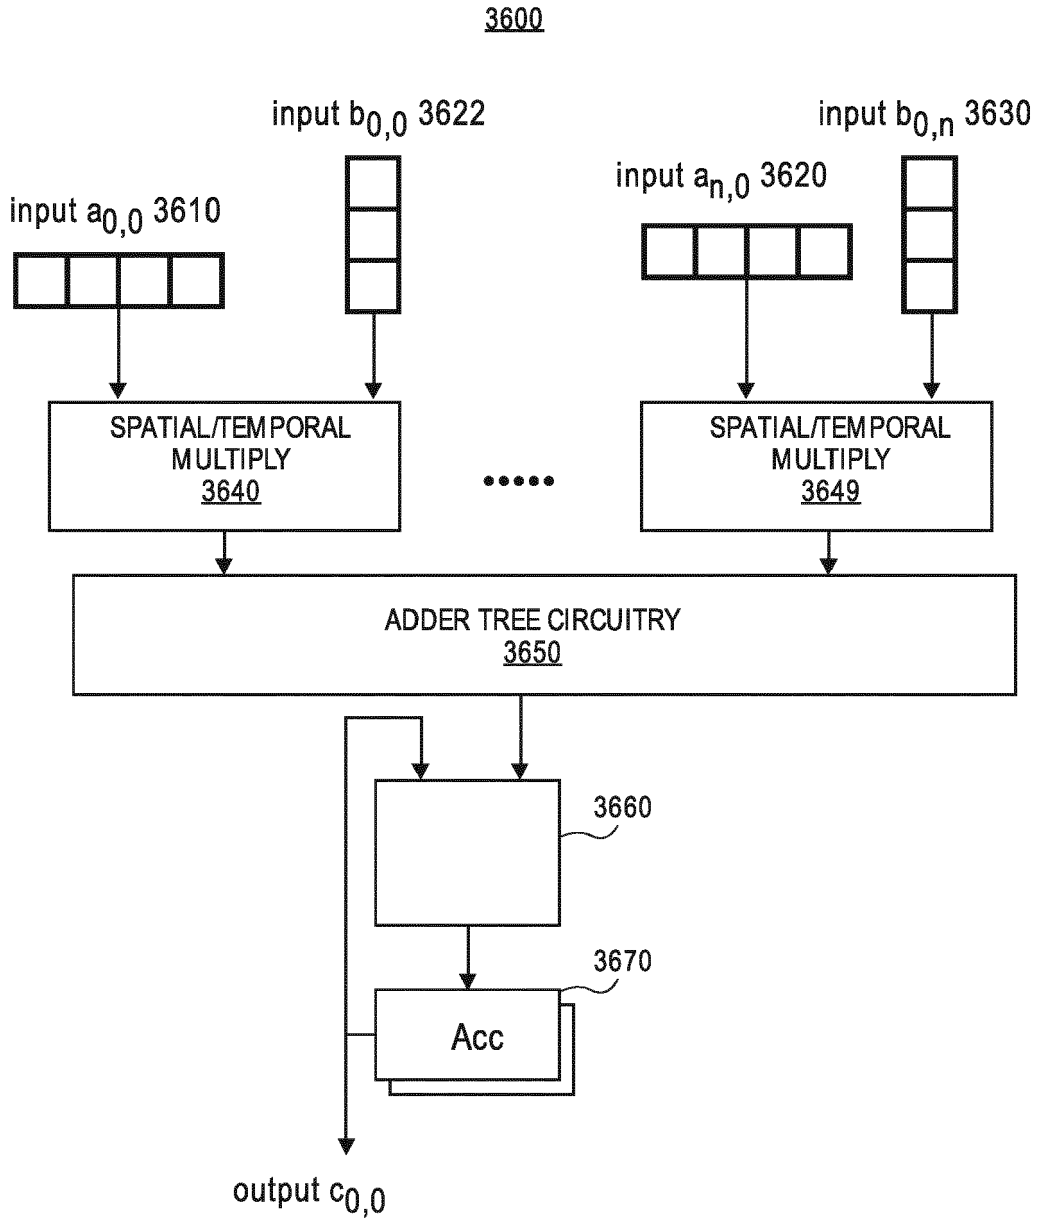 3600
input b0,0 3622
input b0,n 3630
input a0,0 3610
input an,0 3620
SPATIAL/TEMPORAL
MULTIPLY
3640
SPATIAL/TEMPORAL
MULTIPLY
3649
ADDER TREE CIRCUITRY
3650
3660
3670
Acc
output c0,0